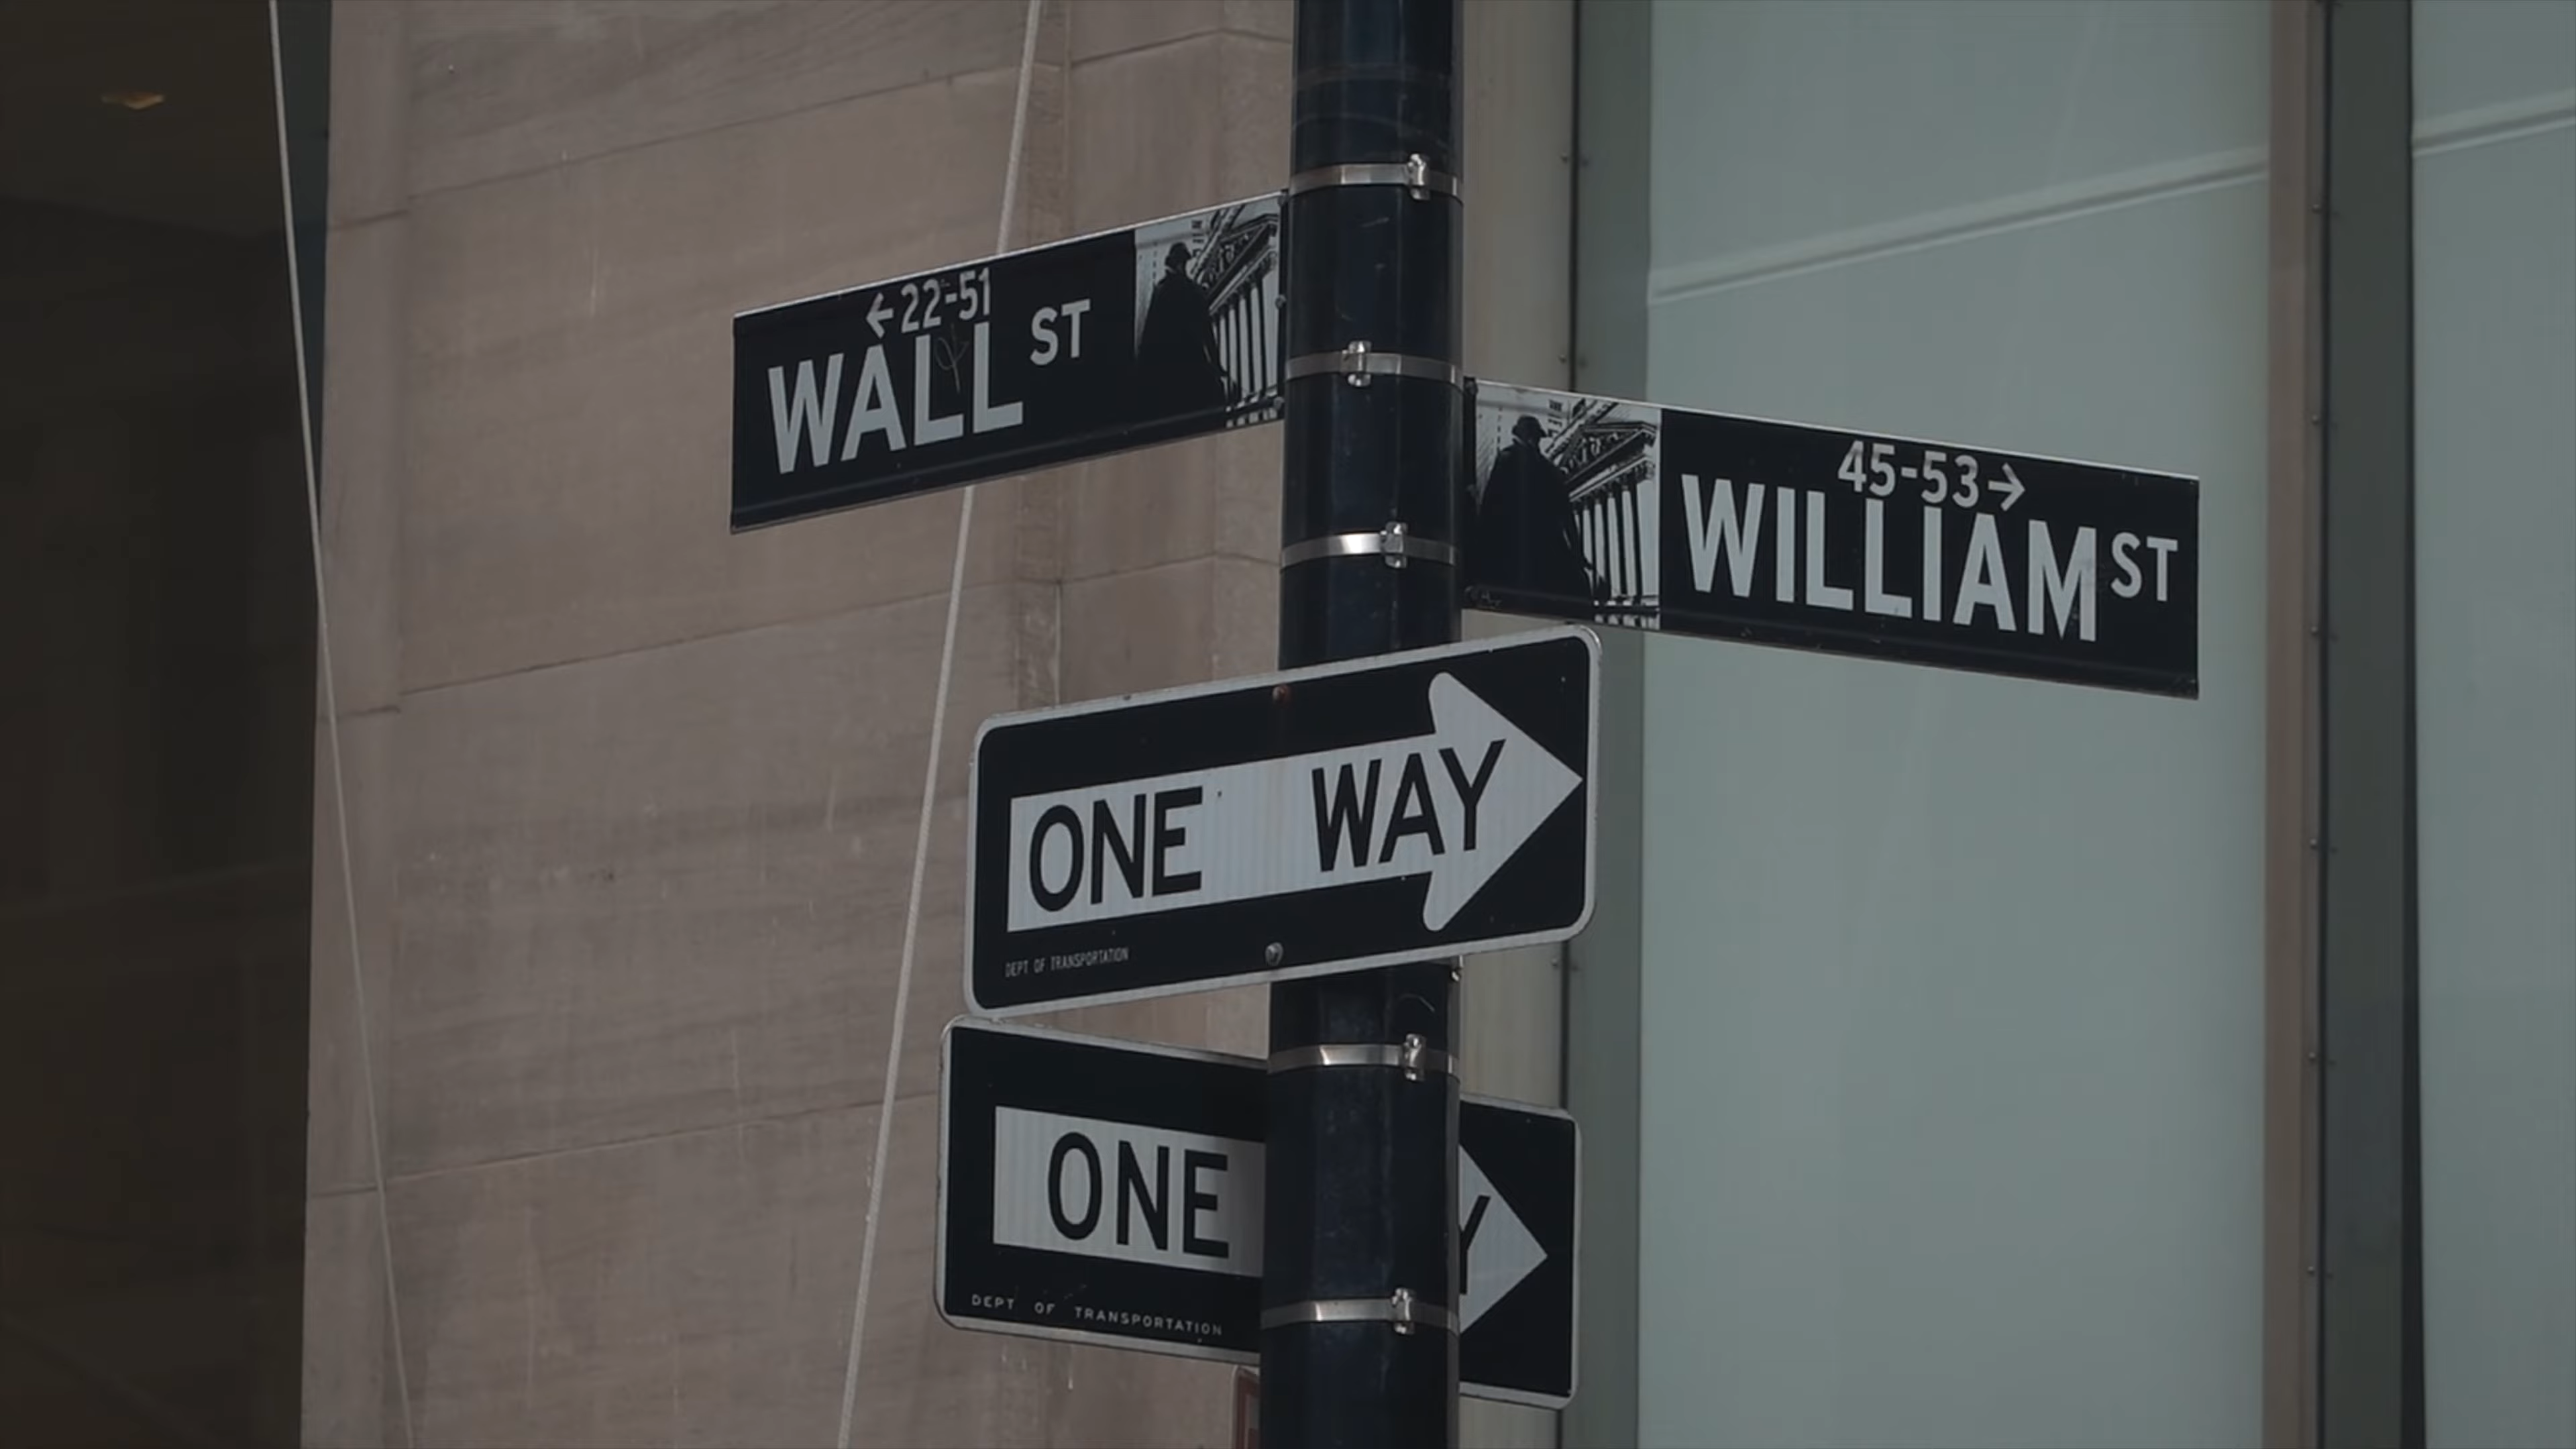 ←22-51
WALL ST
45-53→
WILLIAM ST
ONE WAY
DEPT OF TRANSPORTATION
ONE Y
DEPT OF TRANSPORTATION